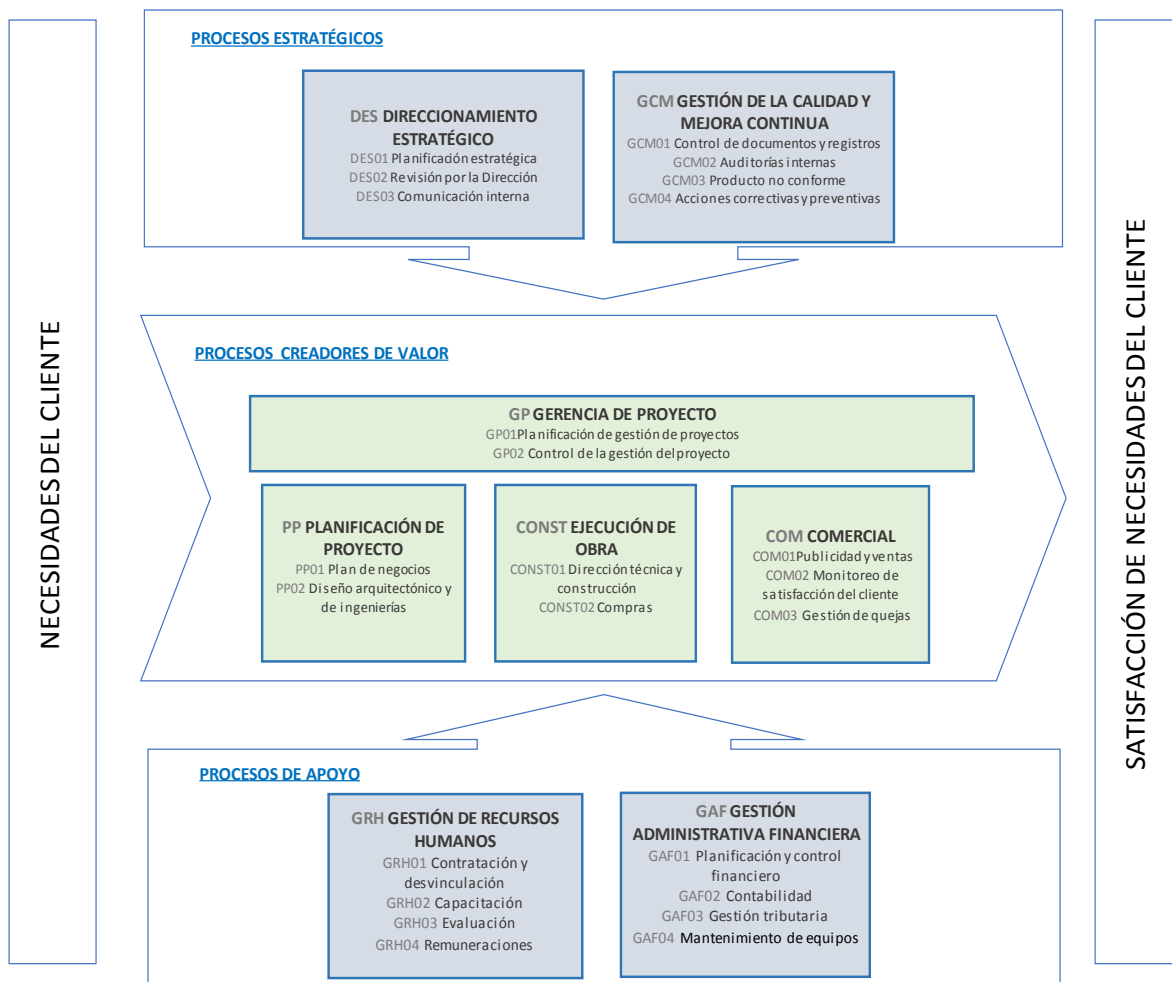 NECESIDADES DEL CLIENTE
PROCESOS ESTRATÉGICOS
DES DIRECCIONAMIENTO
ESTRATÉGICO
DES01 Planificación estratégica
DES02 Revisión por la Dirección
DES03 Comunicación interna
GCM GESTIÓN DE LA CALIDAD Y
MEJORA CONTINUA
GCM01 Control de documentos y registros
GCM02 Auditorías internas
GCM03 Producto no conforme
GCM04 Acciones correctivas y preventivas
PROCESOS CREADORES DE VALOR
GP GERENCIA DE PROYECTO
GP01Planificación de gestión de proyectos
GP02 Control de la gestión del proyecto
PP PLANIFICACIÓN DE
PROYECTO
PP01 Plan de negocios
PP02 Diseño arquitectónico y
de ingenierías
CONST EJECUCIÓN DE
OBRA
CONST01 Dirección técnica y
construcción
CONST02 Compras
COM COMERCIAL
COM01Publicidad y ventas
COM02 Monitoreo de
satisfacción del cliente
COM03 Gestión de quejas
PROCESOS DE APOYO
GRH GESTIÓN DE RECURSOS
HUMANOS
GRH01 Contratación y
desvinculación
GRH02 Capacitación
GRH03 Evaluación
GRH04 Remuneraciones
GAF GESTIÓN
ADMINISTRATIVA FINANCIERA
GAF01 Planificación y control
financiero
GAF02 Contabilidad
GAF03 Gestión tributaria
GAF04 Mantenimiento de equipos
SATISFACCIÓN DE NECESIDADES DEL CLIENTE